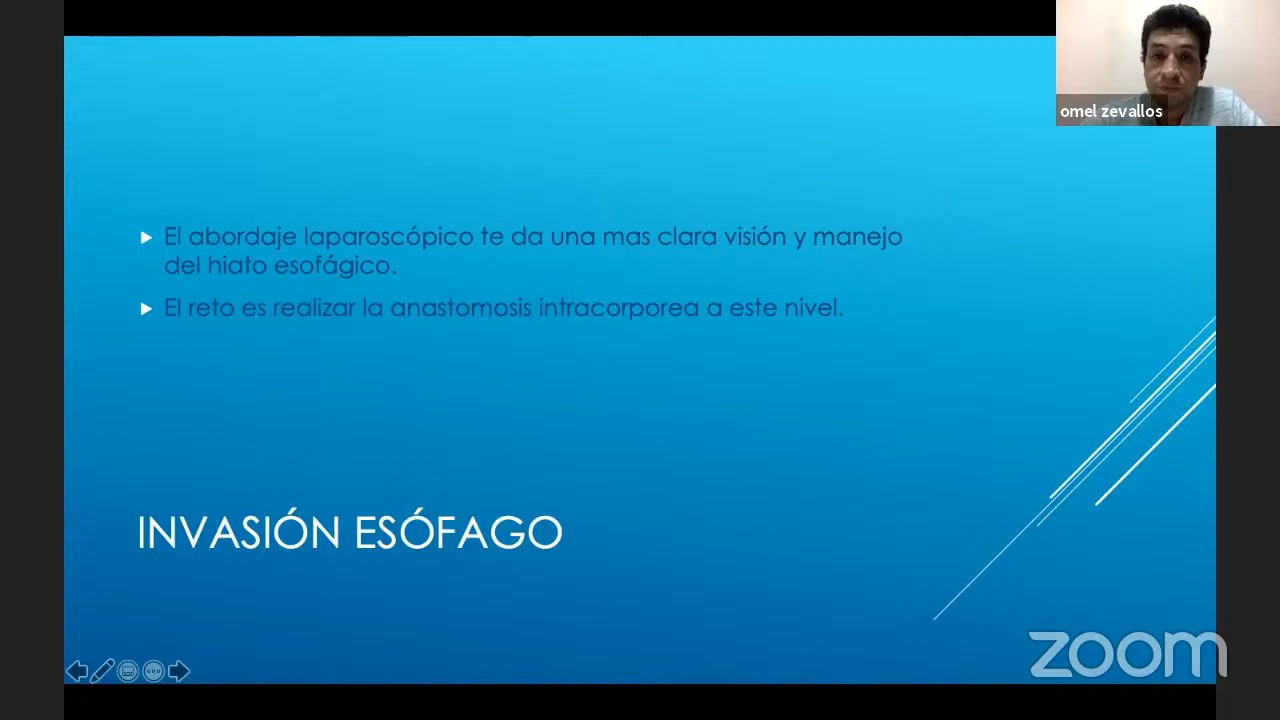 omel zevallos
El abordaje laparoscópico te da una mas clara visión y manejo
del hiato esofágico.
El reto es realizar la anastomosis intracorporea a este nivel.
INVASIÓN ESÓFAGO
zoom